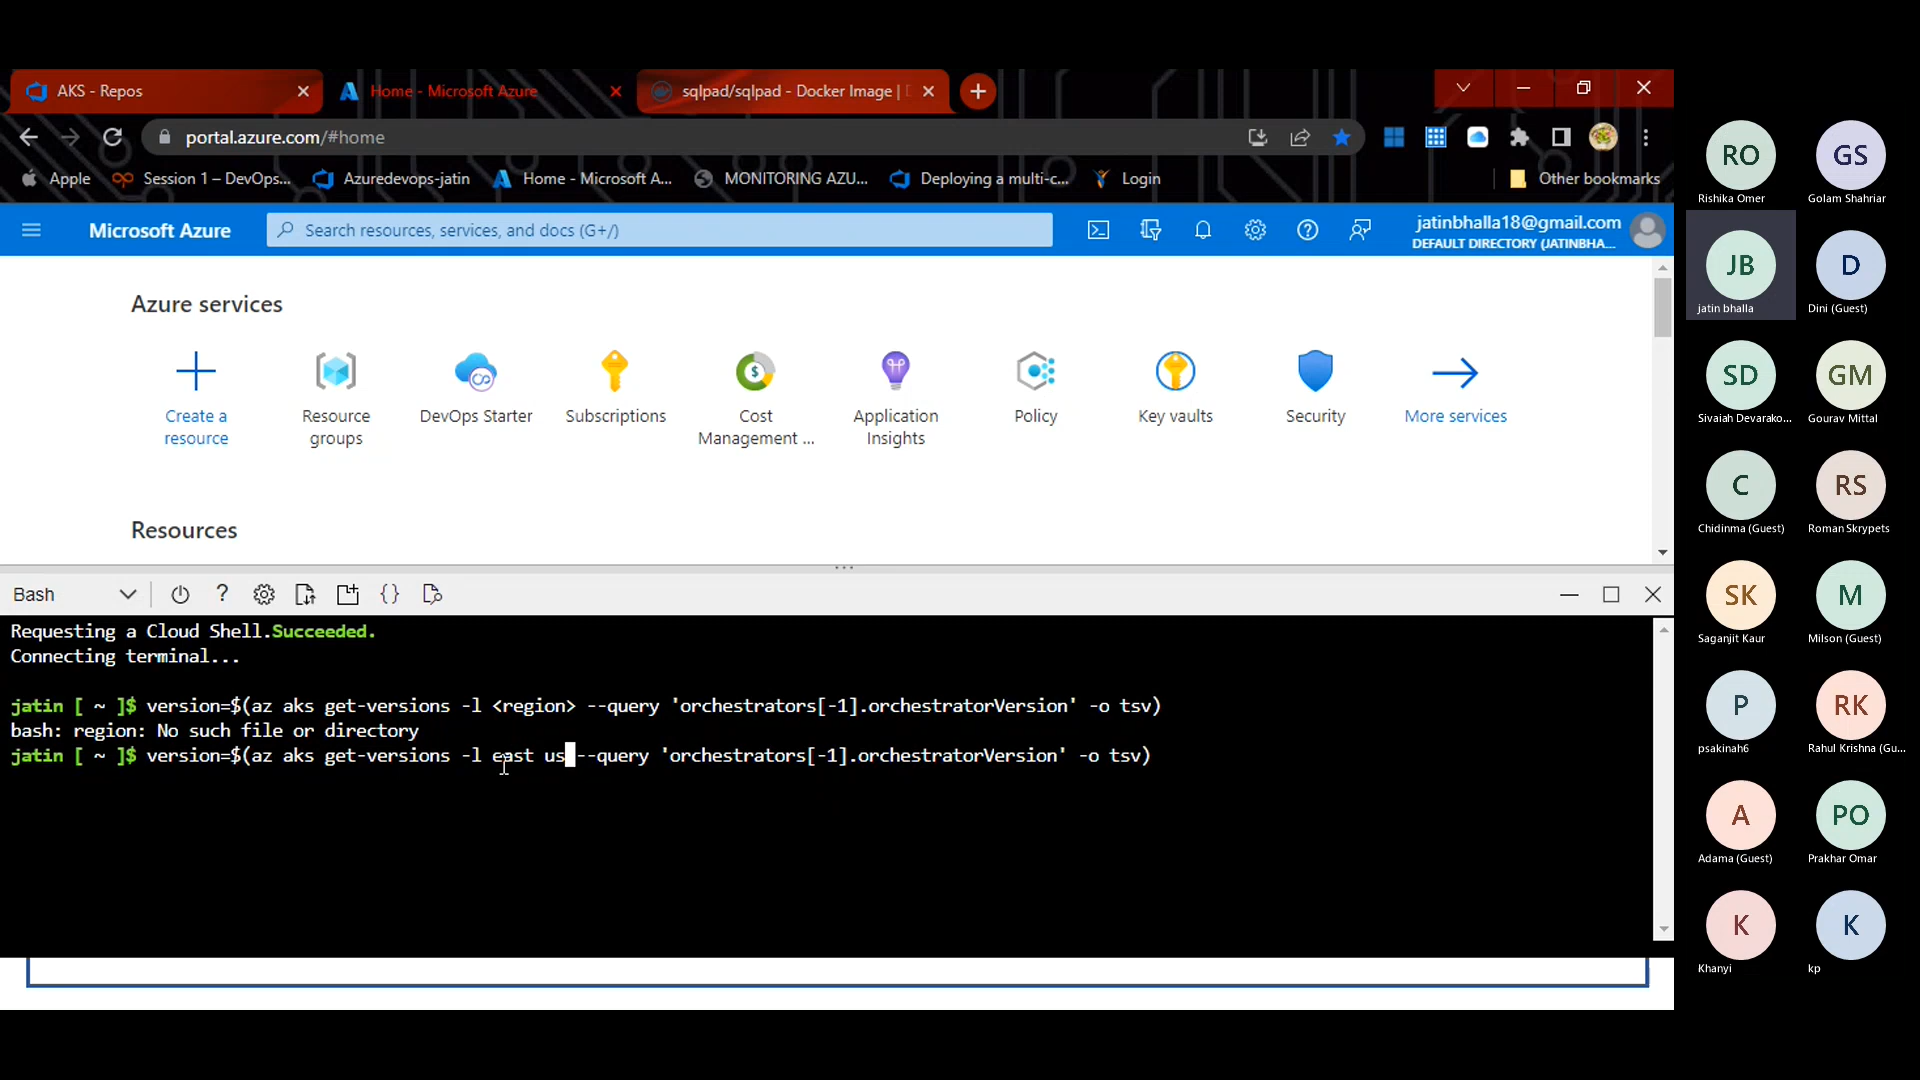 AKS - Repos
Home - Microsoft Azure
sqlpad/sqlpad - Docker Image |
portal.azure.com/#home
Apple
Session 1 – DevOps...
Azuredevops-jatin
Home - Microsoft A...
MONITORING AZU...
Deploying a multi-c...
Login
Other bookmarks
Microsoft Azure
Search resources, services, and docs (G+/)
jatinbhalla18@gmail.com
DEFAULT DIRECTORY (JATINBHA...
Azure services
Create a
resource
Resource
groups
DevOps Starter
Subscriptions
Cost
Management ...
Application
Insights
Policy
Key vaults
Security
More services
Resources
Bash
Requesting a Cloud Shell.Succeeded.
Connecting terminal...
jatin [ ~ ]$ version=$(az aks get-versions -l <region> --query 'orchestrators[-1].orchestratorVersion' -o tsv)
bash: region: No such file or directory
jatin [ ~ ]$ version=$(az aks get-versions -l east us --query 'orchestrators[-1].orchestratorVersion' -o tsv)
RO
Rishika Omer
GS
Golam Shahriar
JB
jatin bhalla
D
Dini (Guest)
SD
Sivaiah Devarako...
GM
Gourav Mittal
C
Chidinma (Guest)
RS
Roman Skrypets
SK
Saganjit Kaur
M
Milson (Guest)
P
psakinah6
RK
Rahul Krishna (Gu...
A
Adama (Guest)
PO
Prakhar Omar
K
Khanyi
K
kp